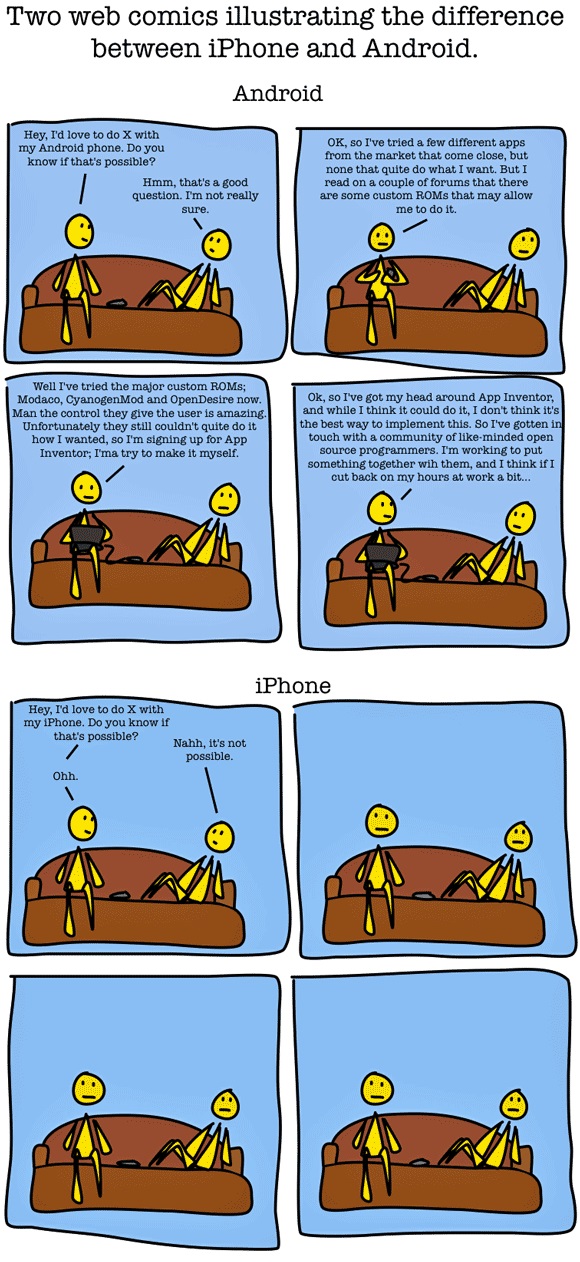 Two web comics illustrating the difference
between iPhone and Android.
Android
Hey, I'd love to do X with
my Android phone. Do you
know if that's possible?
Hmm, that's a good
question. I'm not really
sure.
OK, so I've tried a few different apps
from the market that come close, but
none that quite do what I want. But I
read on a couple of forums that there
are some custom ROMs that may allow
me to do it.
Well I've tried the major custom ROMs;
Modaco, CyanogenMod and OpenDesire now.
Man the control they give the user is amazing.
Unfortunately they still couldn't quite do it
how I wanted, so I'm signing up for App
Inventor; I'ma try to make it myself.
Ok, so I've got my head around App Inventor,
and while I think it could do it, I don't think it's
the best way to implement this. So I've gotten in
touch with a community of like-minded open
source programmers. I'm working to put
something together wih them, and I think if I
cut back on my hours at work a bit...
iPhone
Hey, I'd love to do X with
my iPhone. Do you know if
that's possible?
Nahh, it's not
possible.
Ohh.